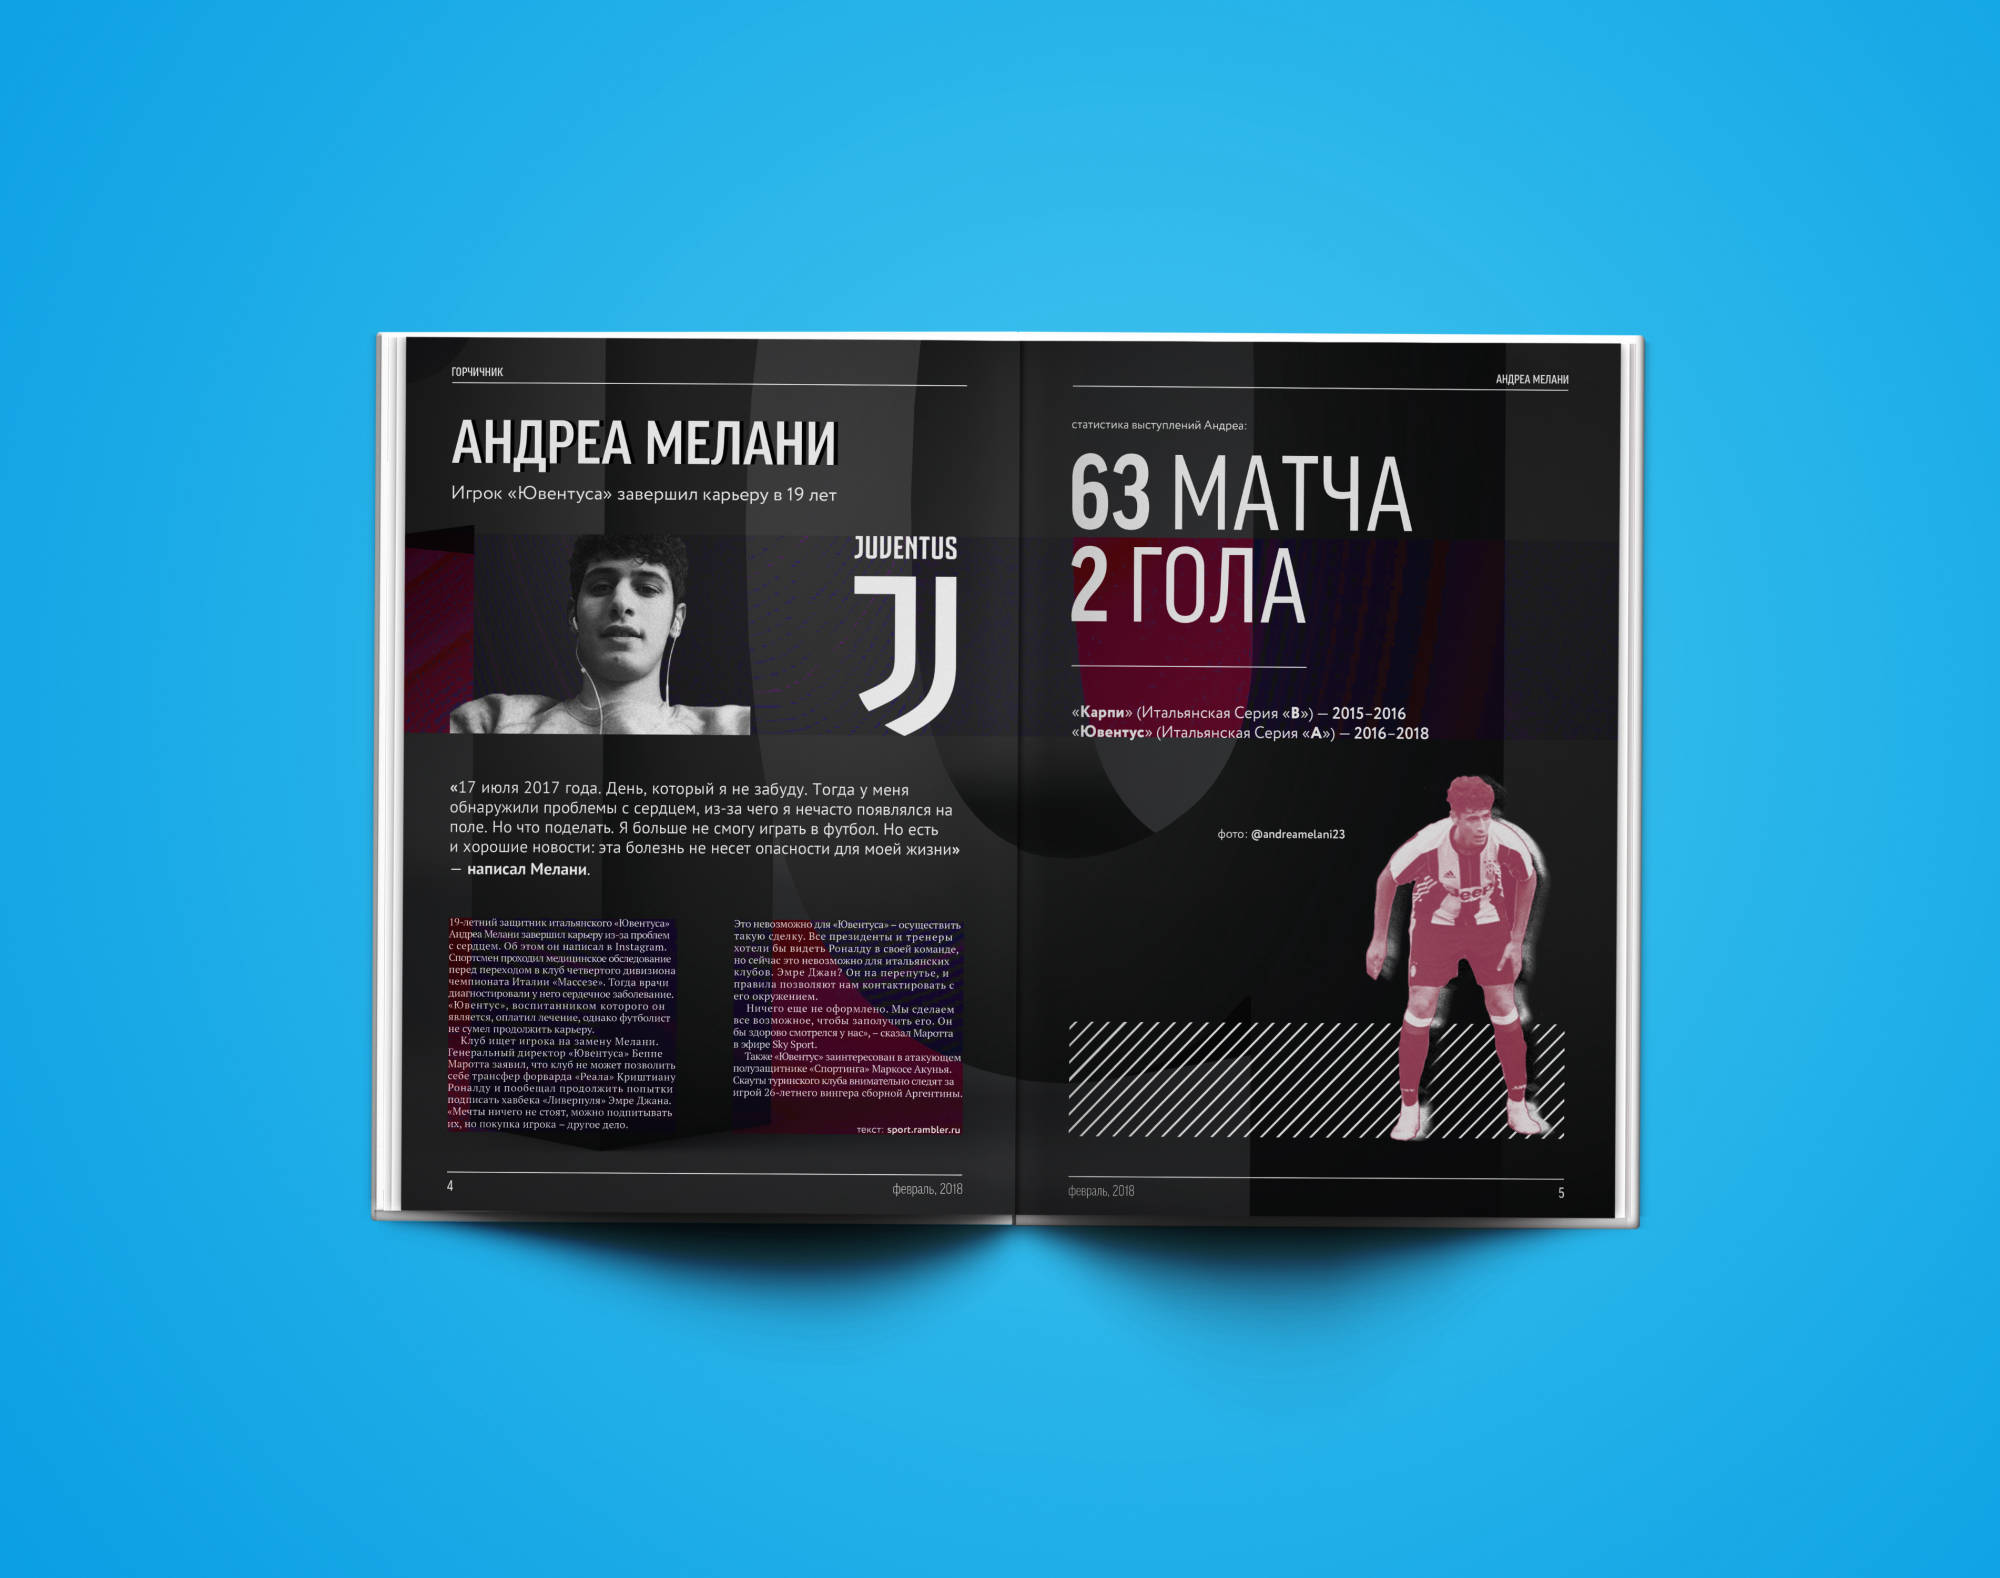 ГОРЧИЧНИК
АНДРЕА МЕЛАНИ
Игрок «Ювентуса» завершил карьеру в 19 лет
JUVENTUS
«17 июля 2017 года. День, который я не забуду. Тогда у меня
обнаружили проблемы с сердцем, из-за чего я нечасто появлялся на
поле. Но что поделать. Я больше не смогу играть в футбол. Но есть
и хорошие новости: эта болезнь не несет опасности для моей жизни»
— написал Мелани.
19-летний защитник итальянского «Ювентуса»
Андреа Мелани завершил карьеру из-за проблем
с сердцем. Об этом он написал в Instagram.
Спортсмен проходил медицинское обследование
перед переходом в клуб четвертого дивизиона
чемпионата Италии «Массезе». Тогда врачи
диагностировали у него сердечное заболевание.
«Ювентус», воспитанником которого он
является, оплатил лечение, однако футболист
не сумел продолжить карьеру.
Клуб ищет игрока на замену Мелани.
Генеральный директор «Ювентуса» Беппе
Маротта заявил, что клуб не может позволить
себе трансфер форварда «Реала» Криштиану
Роналду и пообещал продолжить попытки
подписать хавбека «Ливерпуля» Эмре Джана.
«Мечты ничего не стоят, можно подпитывать
их, но покупка игрока – другое дело.
Это невозможно для «Ювентуса» – осуществить
такую сделку. Все президенты и тренеры
хотели бы видеть Роналду в своей команде,
но сейчас это невозможно для итальянских
клубов. Эмре Джан? Он на перепутье, и
правила позволяют нам контактировать с
его окружением.
Ничего еще не оформлено. Мы сделаем
все возможное, чтобы заполучить его. Он
бы здорово смотрелся у нас», – сказал Маротта
в эфире Sky Sport.
Также «Ювентус» заинтересован в атакующем
полузащитнике «Спортинга» Маркосе Акунья.
Скауты туринского клуба внимательно следят за
игрой 26-летнего вингера сборной Аргентины.
текст: sport.rambler.ru
4
февраль, 2018
АНДРЕА МЕЛАНИ
статистика выступлений Андреа:
63 МАТЧА
2 ГОЛА
«Карпи» (Итальянская Серия «B») — 2015–2016
«Ювентус» (Итальянская Серия «А») — 2016–2018
фото: @andreamelani23
Jeep
февраль, 2018
5